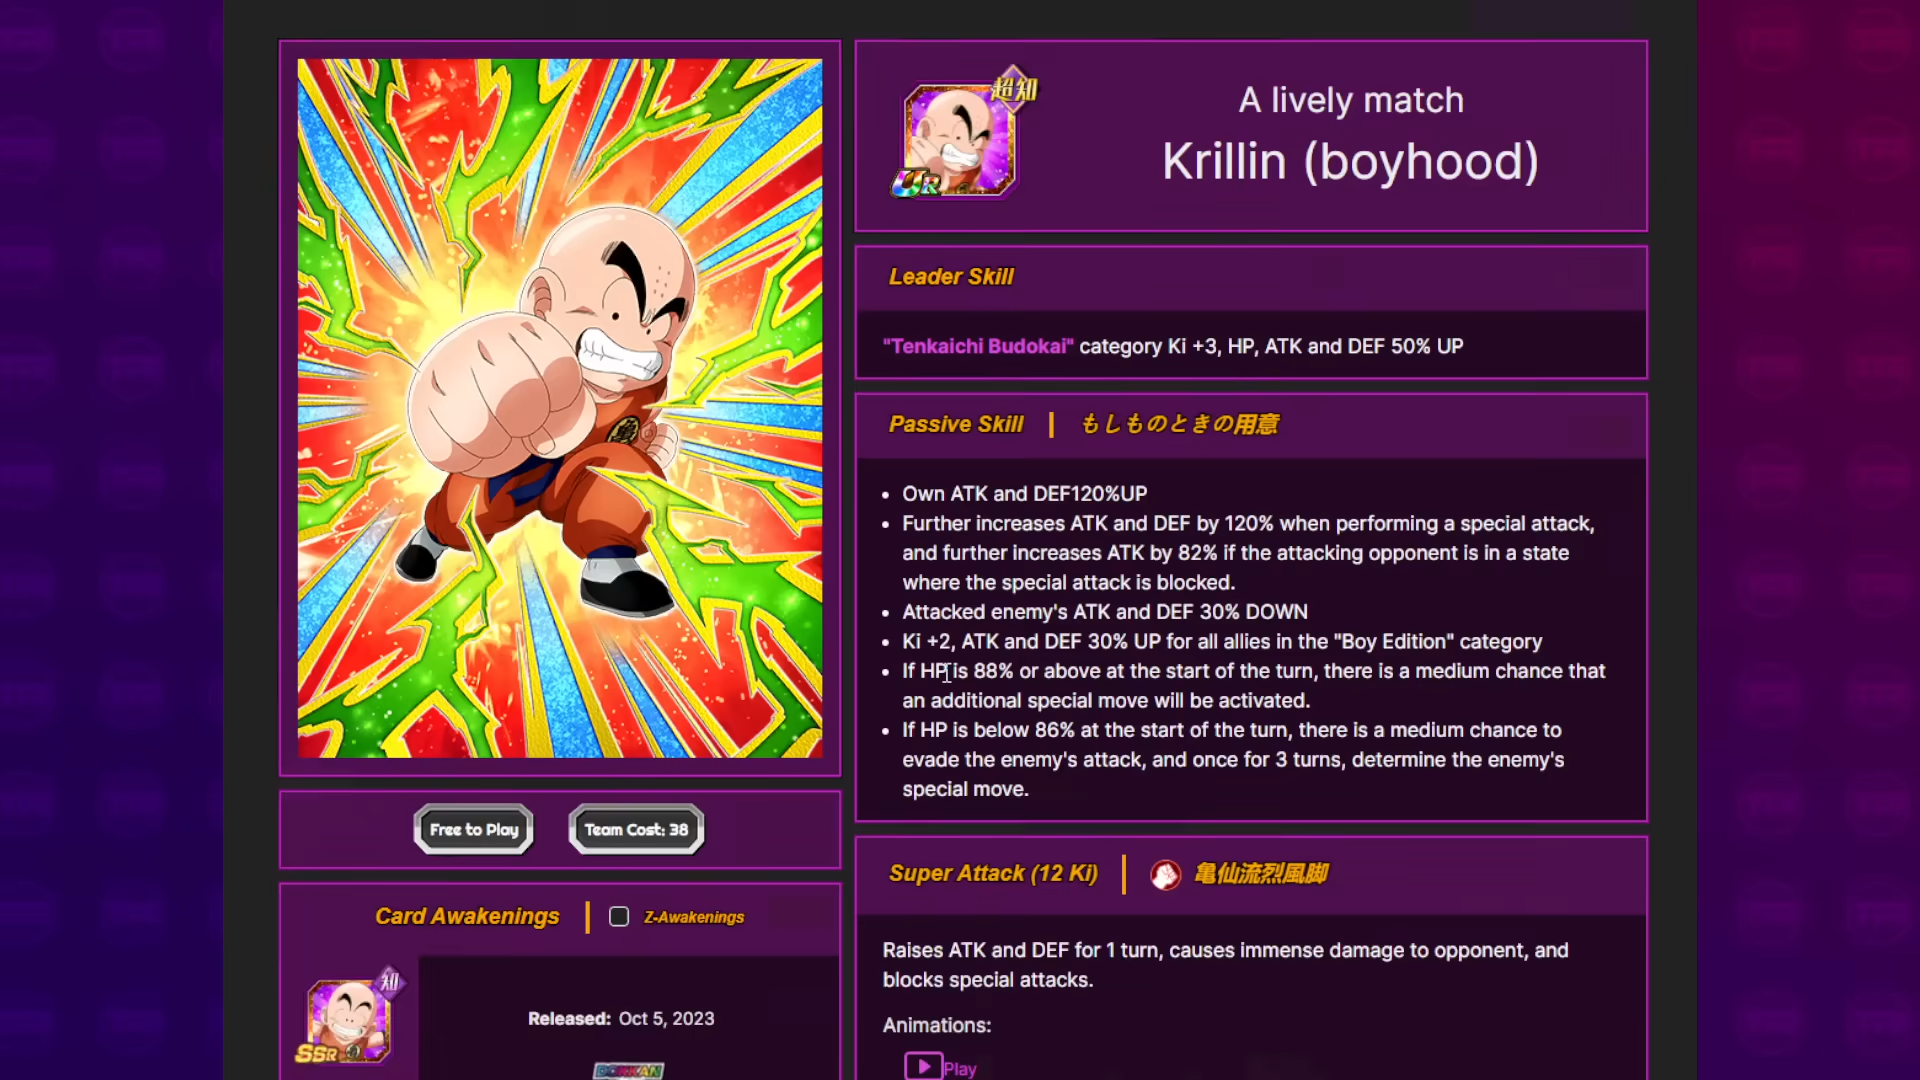 超知
UR
A lively match
Krillin (boyhood)
Leader Skill
"Tenkaichi Budokai" category Ki +3, HP, ATK and DEF 50% UP
Passive Skill | もしものときの用意
• Own ATK and DEF120%UP
• Further increases ATK and DEF by 120% when performing a special attack,
and further increases ATK by 82% if the attacking opponent is in a state
where the special attack is blocked.
• Attacked enemy's ATK and DEF 30% DOWN
• Ki +2, ATK and DEF 30% UP for all allies in the "Boy Edition" category
• If HP is 88% or above at the start of the turn, there is a medium chance that
an additional special move will be activated.
• If HP is below 86% at the start of the turn, there is a medium chance to
evade the enemy's attack, and once for 3 turns, determine the enemy's
special move.
Super Attack (12 Ki) | 亀仙流烈風脚
Raises ATK and DEF for 1 turn, causes immense damage to opponent, and
blocks special attacks.
Animations:
Play
Free to Play
Team Cost: 38
Card Awakenings | Z-Awakenings
知
SSR
Released: Oct 5, 2023
DOKKAN